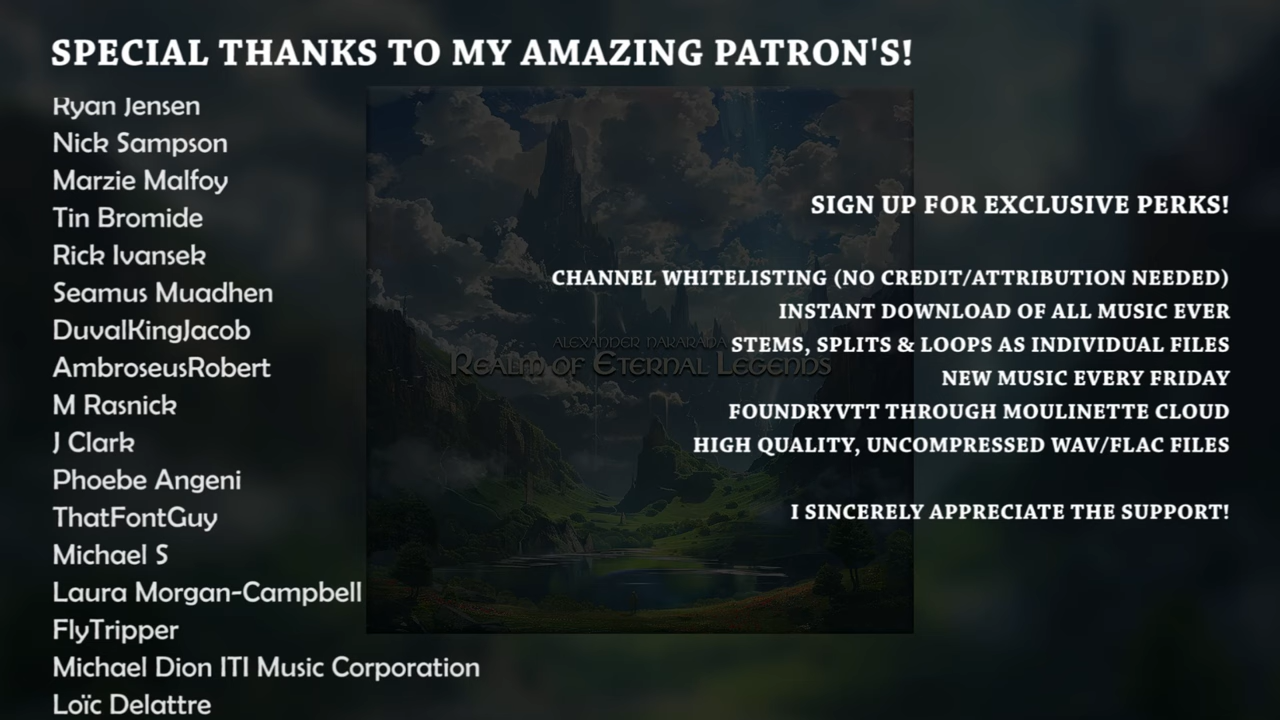 SPECIAL THANKS TO MY AMAZING PATRON'S!
Ryan Jensen
Nick Sampson
Marzie Malfoy
Tin Bromide
Rick Ivansek
Seamus Muadhen
DuvalKingJacob
AmbroseusRobert
M Rasnick
J Clark
Phoebe Angeni
ThatFontGuy
Michael S
Laura Morgan-Campbell
FlyTripper
Michael Dion ITI Music Corporation
Loïc Delattre
ALEXANDER NAKARADA
REALM OF ETERNAL LEGENDS
SIGN UP FOR EXCLUSIVE PERKS!
CHANNEL WHITELISTING (NO CREDIT/ATTRIBUTION NEEDED)
INSTANT DOWNLOAD OF ALL MUSIC EVER
STEMS, SPLITS & LOOPS AS INDIVIDUAL FILES
NEW MUSIC EVERY FRIDAY
FOUNDRYVTT THROUGH MOULINETTE CLOUD
HIGH QUALITY, UNCOMPRESSED WAV/FLAC FILES
I SINCERELY APPRECIATE THE SUPPORT!